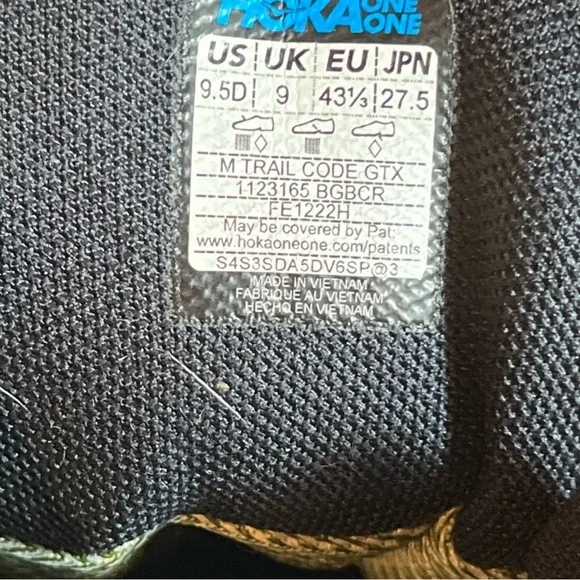 HOKA ONE ONE
US UK EU JPN
9.5D 9 43⅓ 27.5
M TRAIL CODE GTX
1123165 BGBCR
FE1222H
May be covered by Pat:
www.hokaoneone.com/patents
S4S3SDA5DV6SP@3
MADE IN VIETNAM
FABRIQUÉ AU VIETNAM
HECHO EN VIETNAM